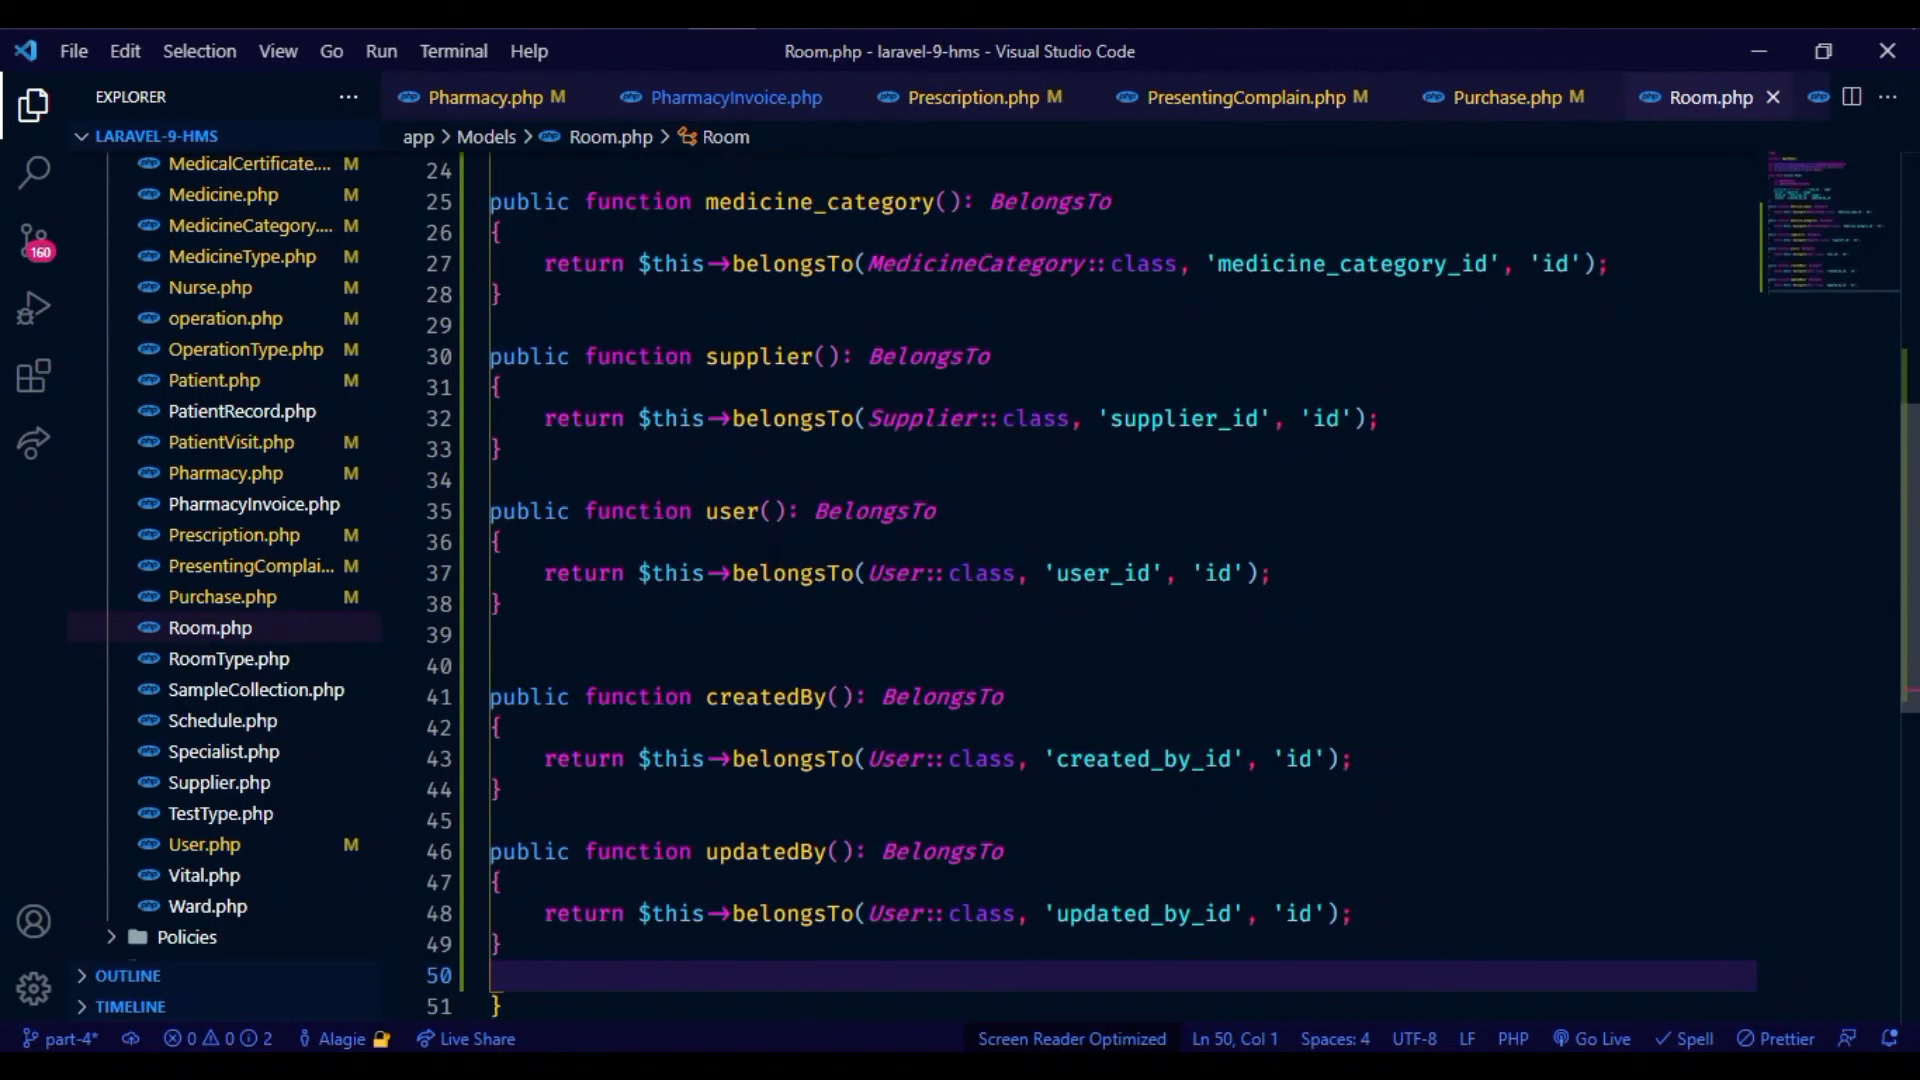 File Edit Selection View Go Run Terminal Help
Room.php - laravel-9-hms - Visual Studio Code
EXPLORER
Pharmacy.php M PharmacyInvoice.php Prescription.php M PresentingComplain.php M Purchase.php M Room.php
LARAVEL-9-HMS
app > Models > Room.php > Room
MedicalCertificate.... M
Medicine.php M
MedicineCategory.... M
MedicineType.php M
Nurse.php M
operation.php M
OperationType.php M
Patient.php M
PatientRecord.php
PatientVisit.php M
Pharmacy.php M
PharmacyInvoice.php
Prescription.php M
PresentingComplai... M
Purchase.php M
Room.php
RoomType.php
SampleCollection.php
Schedule.php
Specialist.php
Supplier.php
TestType.php
User.php M
Vital.php
Ward.php
Policies
OUTLINE
TIMELINE
160
24
25 public function medicine_category(): BelongsTo
26 {
27 return $this->belongsTo(MedicineCategory::class, 'medicine_category_id', 'id');
28 }
29
30 public function supplier(): BelongsTo
31 {
32 return $this->belongsTo(Supplier::class, 'supplier_id', 'id');
33 }
34
35 public function user(): BelongsTo
36 {
37 return $this->belongsTo(User::class, 'user_id', 'id');
38 }
39
40
41 public function createdBy(): BelongsTo
42 {
43 return $this->belongsTo(User::class, 'created_by_id', 'id');
44 }
45
46 public function updatedBy(): BelongsTo
47 {
48 return $this->belongsTo(User::class, 'updated_by_id', 'id');
49 }
50
51 }
part-4* 0 0 2 Alagie Live Share Screen Reader Optimized Ln 50, Col 1 Spaces: 4 UTF-8 LF PHP Go Live Spell Prettier